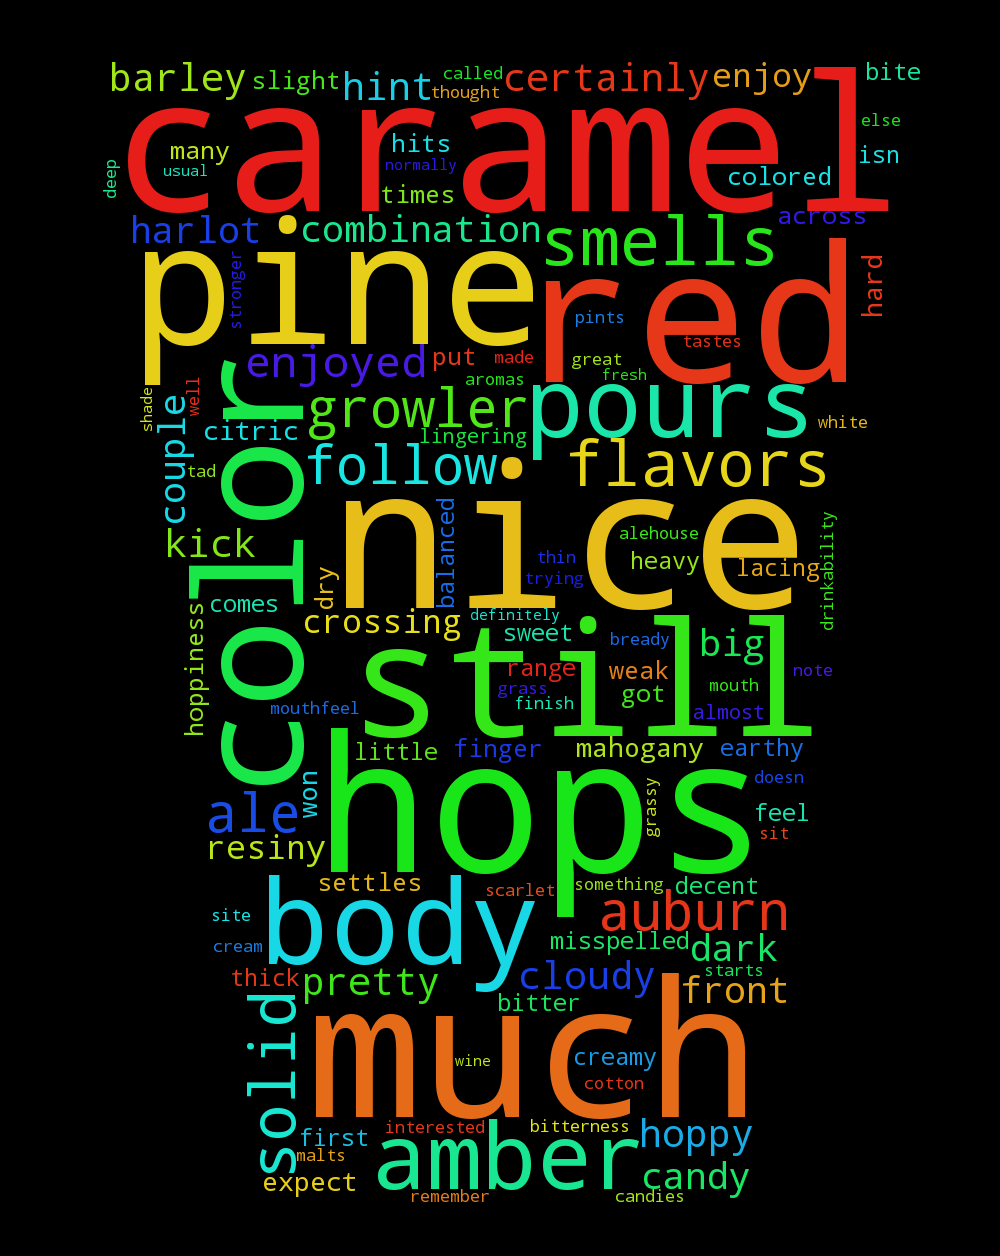 called
barley
slight
hint
thought
certainly
enjoy
bite
caramel
else
many
hits
isn
deep
usual
normally
times
colored
harlot
combination
smells
across
pine
red
stronger
hard
pints
tastes
enjoyed
put
made
great
aromas
fresh
color
shade
well
couple
citric
growler
lingering
pours
white
tad
follow
flavors
nice
kick
balanced
alehouse
drinkability
thin
heavy
lacing
trying
dry
comes
crossing
definitely
hoppiness
still
sweet
bready
big
range
weak
note
grass
got
mouth
finish
almost
mouthfeel
little
finger
mahogany
earthy
hops
won
doesn
grassy
ale
feel
sit
resiny
settles
scarlet
something
decent
body
site
auburn
cream
misspelled
dark
thick
pretty
cloudy
starts
front
solid
bitter
much
wine
creamy
cotton
interested
bitterness
first
amber
hoppy
malts
expect
candy
remember
candies